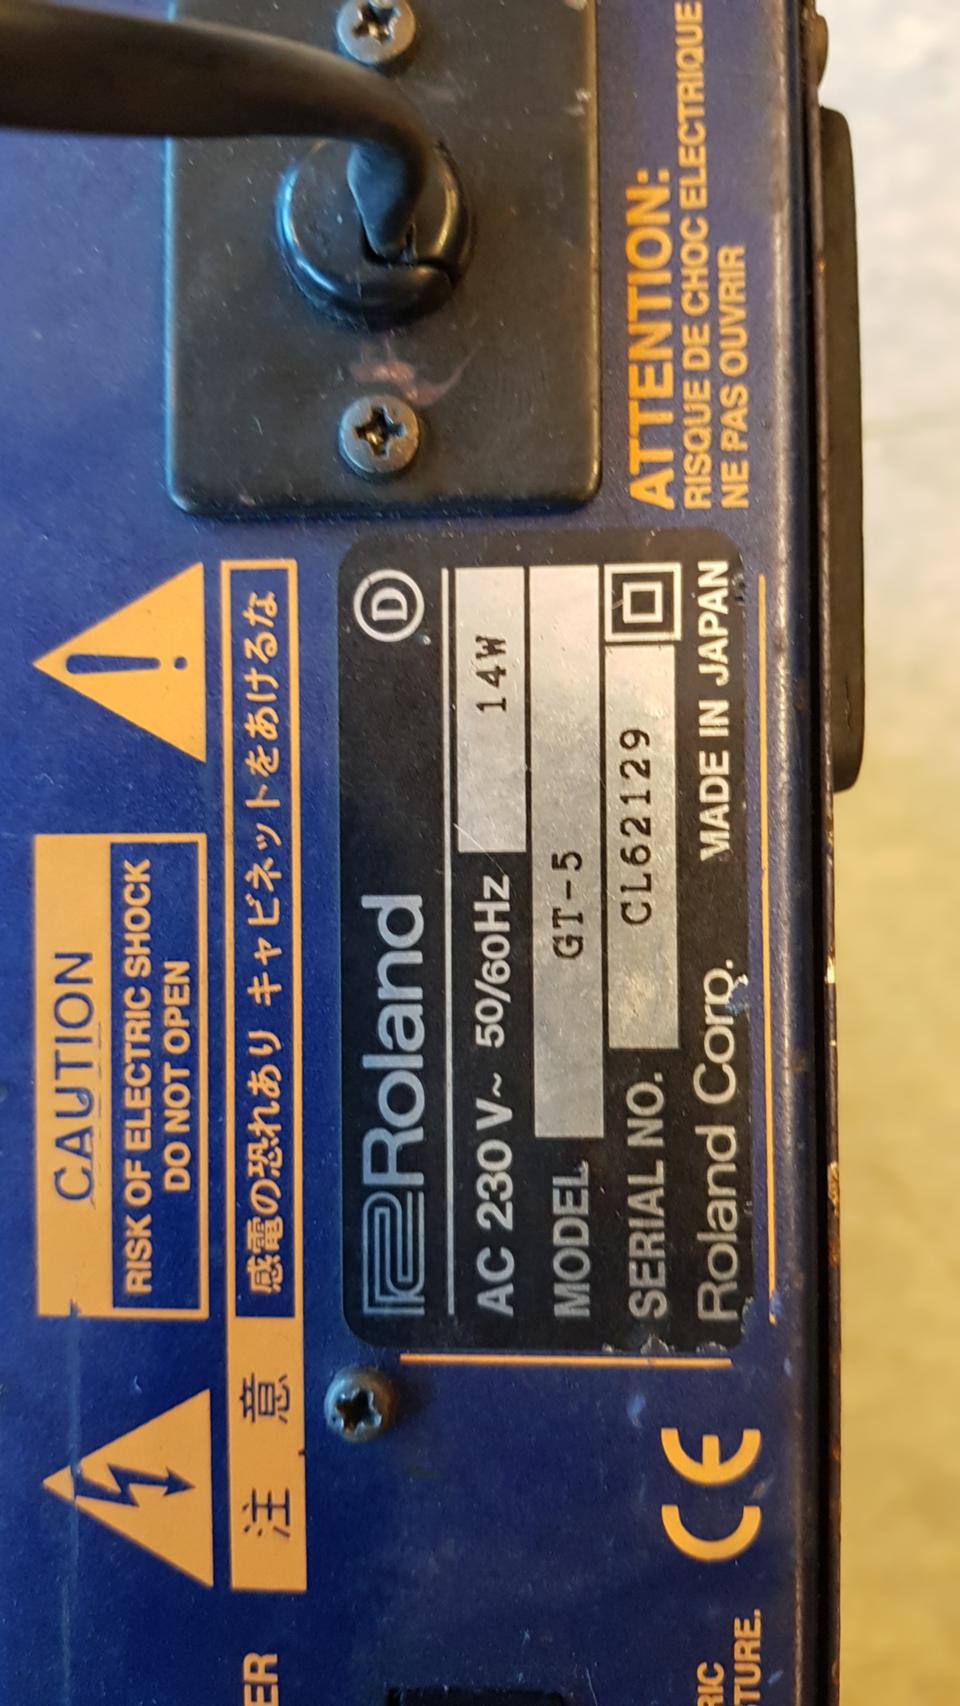 CAUTION
RISK OF ELECTRIC SHOCK
DO NOT OPEN
注 意 感電の恐れあり キャビネットをあけるな
Roland D
AC 230 V~ 50/60Hz 14W
MODEL GT-5
SERIAL NO. CL62129
Roland Corp. MADE IN JAPAN
ATTENTION:
RISQUE DE CHOC ELECTRIQUE
NE PAS OUVRIR
CE